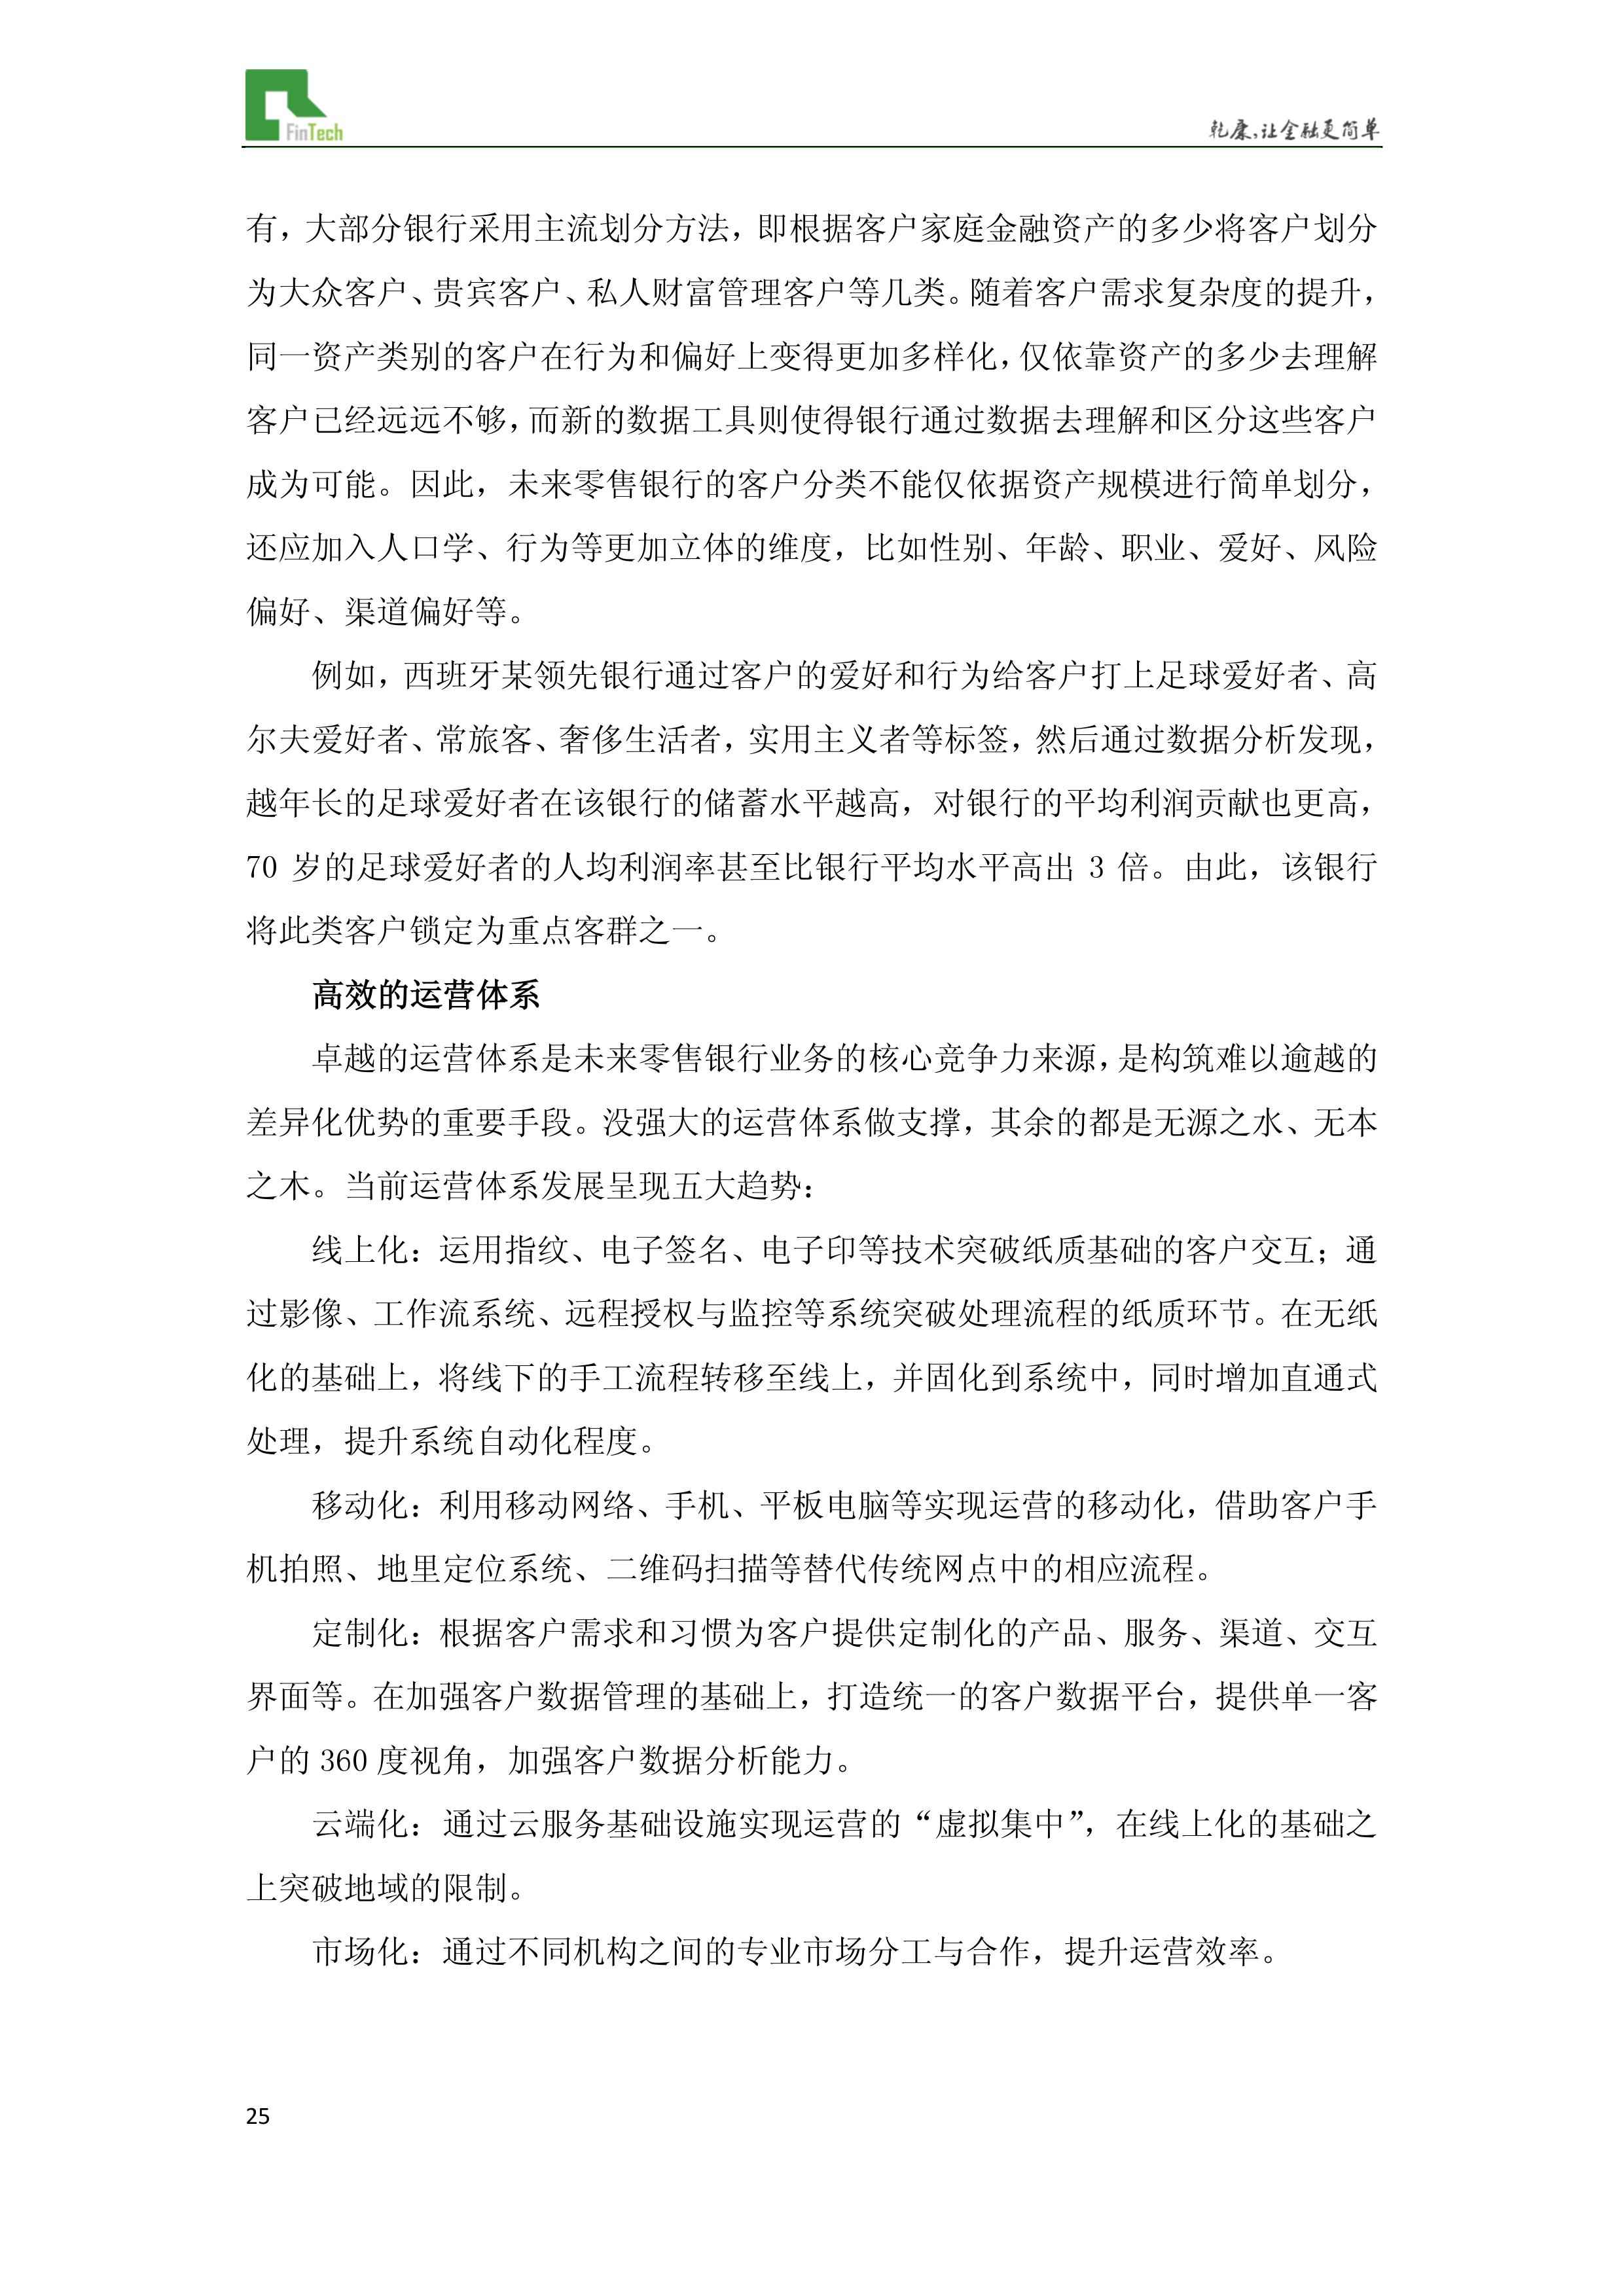 FinTech
乾康,让金融更简单
有，大部分银行采用主流划分方法，即根据客户家庭金融资产的多少将客户划分
为大众客户、贵宾客户、私人财富管理客户等几类。随着客户需求复杂度的提升，
同一资产类别的客户在行为和偏好上变得更加多样化，仅依靠资产的多少去理解
客户已经远远不够，而新的数据工具则使得银行通过数据去理解和区分这些客户
成为可能。因此，未来零售银行的客户分类不能仅依据资产规模进行简单划分，
还应加入人口学、行为等更加立体的维度，比如性别、年龄、职业、爱好、风险
偏好、渠道偏好等。
例如，西班牙某领先银行通过客户的爱好和行为给客户打上足球爱好者、高
尔夫爱好者、常旅客、奢侈生活者，实用主义者等标签，然后通过数据分析发现，
越年长的足球爱好者在该银行的储蓄水平越高，对银行的平均利润贡献也更高，
70 岁的足球爱好者的人均利润率甚至比银行平均水平高出 3 倍。由此，该银行
将此类客户锁定为重点客群之一。
高效的运营体系
卓越的运营体系是未来零售银行业务的核心竞争力来源，是构筑难以逾越的
差异化优势的重要手段。没强大的运营体系做支撑，其余的都是无源之水、无本
之木。当前运营体系发展呈现五大趋势：
线上化：运用指纹、电子签名、电子印等技术突破纸质基础的客户交互；通
过影像、工作流系统、远程授权与监控等系统突破处理流程的纸质环节。在无纸
化的基础上，将线下的手工流程转移至线上，并固化到系统中，同时增加直通式
处理，提升系统自动化程度。
移动化：利用移动网络、手机、平板电脑等实现运营的移动化，借助客户手
机拍照、地里定位系统、二维码扫描等替代传统网点中的相应流程。
定制化：根据客户需求和习惯为客户提供定制化的产品、服务、渠道、交互
界面等。在加强客户数据管理的基础上，打造统一的客户数据平台，提供单一客
户的 360 度视角，加强客户数据分析能力。
云端化：通过云服务基础设施实现运营的“虚拟集中”，在线上化的基础之
上突破地域的限制。
市场化：通过不同机构之间的专业市场分工与合作，提升运营效率。
25